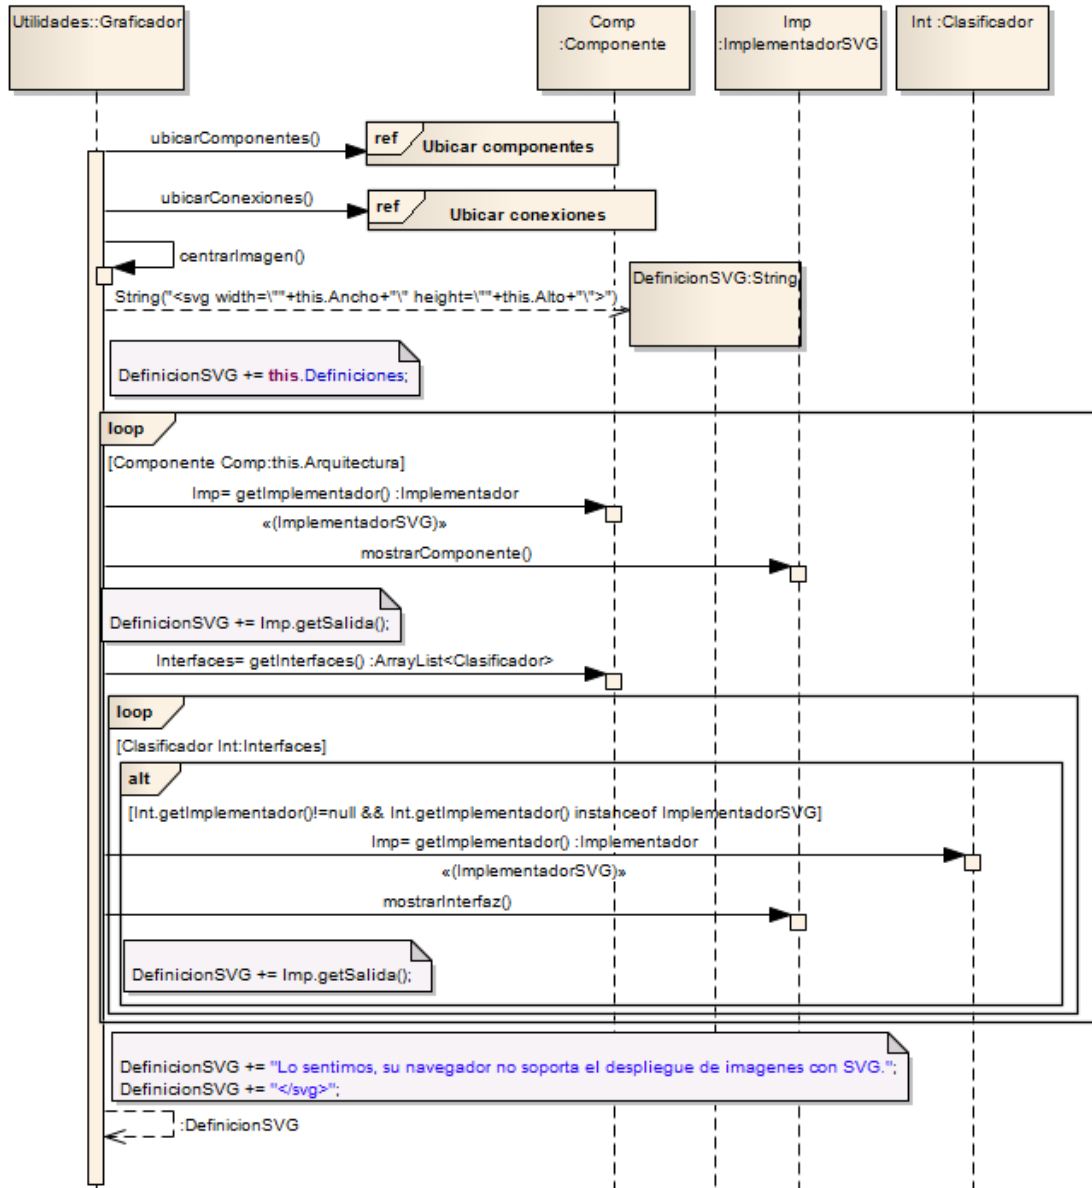 Utilidades::Graficador
Comp
:Componente
Imp
:ImplementadorSVG
Int :Clasificador
ubicarComponentes()
ref
Ubicar componentes
ubicarConexiones()
ref
Ubicar conexiones
centrarImagen()
DefinicionSVG:String
String("<svg width=\""+this.Ancho+"\" height=\""+this.Alto+"\">")
DefinicionSVG += this.Definiciones;
loop
[Componente Comp:this.Arquitectura]
Imp= getImplementador() :Implementador
«(ImplementadorSVG)»
mostrarComponente()
DefinicionSVG += Imp.getSalida();
Interfaces= getInterfaces() :ArrayList<Clasificador>
loop
[Clasificador Int:Interfaces]
alt
[Int.getImplementador()!=null && Int.getImplementador() instanceof ImplementadorSVG]
Imp= getImplementador() :Implementador
«(ImplementadorSVG)»
mostrarInterfaz()
DefinicionSVG += Imp.getSalida();
DefinicionSVG += "Lo sentimos, su navegador no soporta el despliegue de imagenes con SVG.";
DefinicionSVG += "</svg>";
:DefinicionSVG